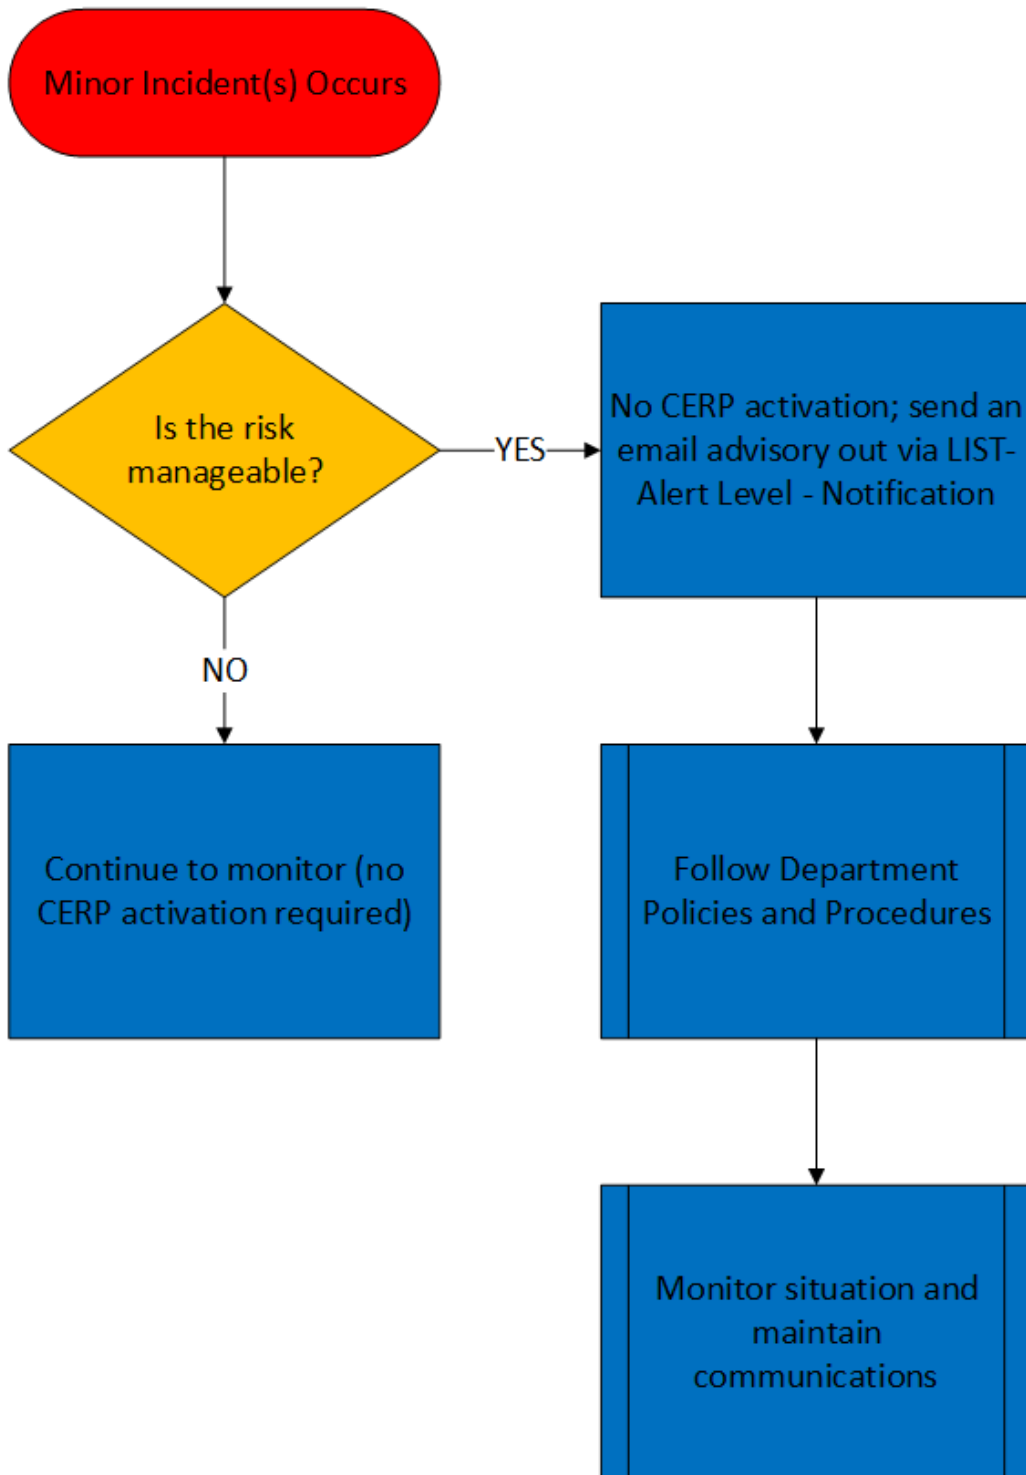 Minor Incident(s) Occurs
Is the risk
manageable?
YES
No CERP activation; send an
email advisory out via LIST-
Alert Level - Notification
NO
Continue to monitor (no
CERP activation required)
Follow Department
Policies and Procedures
Monitor situation and
maintain
communications